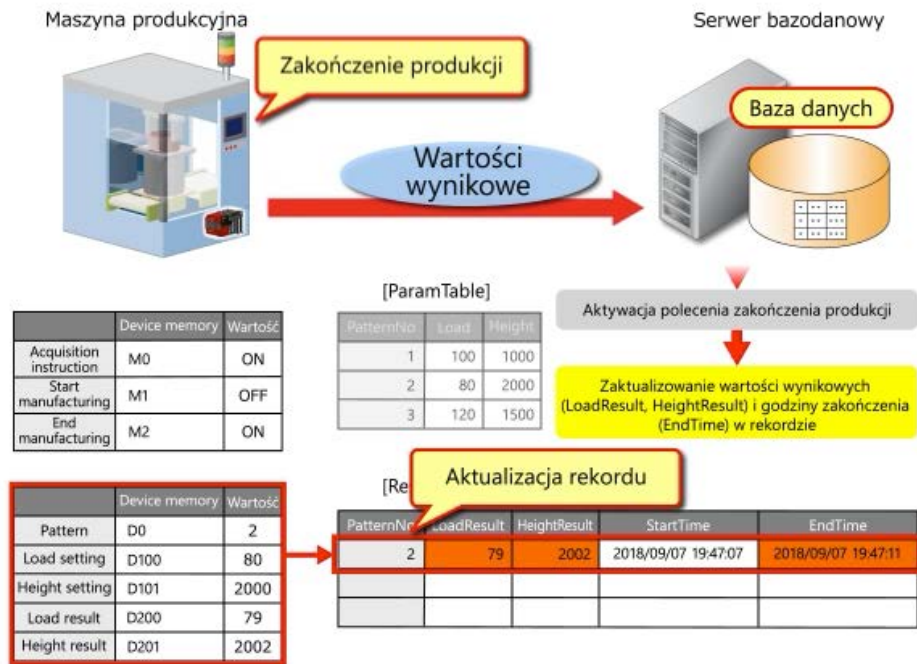 Maszyna produkcyjna
Serwer bazodanowy
Zakończenie produkcji
Baza danych
Wartości
wynikowe
[ParamTable]
PatternNo Load Height
1 100 1000
2 80 2000
3 120 1500
Aktywacja polecenia zakończenia produkcji
Zaktualizowanie wartości wynikowych
(LoadResult, HeightResult) i godziny zakończenia
(EndTime) w rekordzie
Device memory Wartość
Acquisition
instruction M0 ON
Start
manufacturing M1 OFF
End
manufacturing M2 ON
Aktualizacja rekordu
[Re
Device memory Wartość
Pattern D0 2
Load setting D100 80
Height setting D101 2000
Load result D200 79
Height result D201 2002
PatternNo LoadResult HeightResult StartTime EndTime
2 79 2002 2018/09/07 19:47:07 2018/09/07 19:47:11